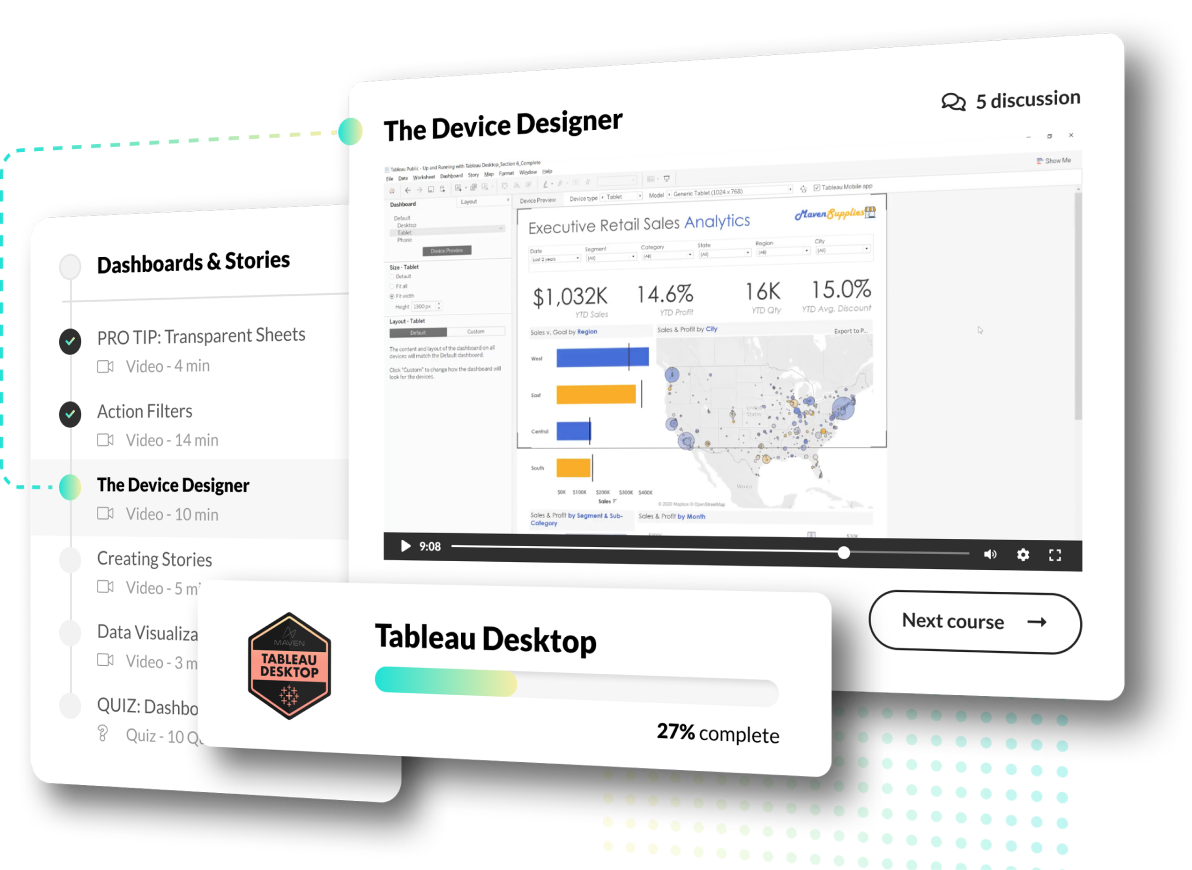 The Device Designer
5 discussion
Tableau Public - Up and Running with Tableau Desktop_Section 6_Complete
File Data Worksheet Dashboard Story Map Format Window Help
Show Me
Dashboard
Layout
Device Preview
Device type
Tablet
Model
Generic Tablet (1024 x 768)
Tableau Mobile app
Default
Desktop
Tablet
Phone
Device Preview
Size - Tablet
Default
Fit all
Fit width
Height
1300 px
Layout - Tablet
Default
Custom
The content and layout of the dashboard on all
devices will match the Default dashboard.
Click "Custom" to change how the dashboard will
look for the devices.
Executive Retail Sales Analytics
MavenSupplies
Date
Segment
Category
State
Region
City
Last 2 years
(All)
(All)
(All)
(All)
(All)
$1,032K
14.6%
16K
15.0%
YTD Sales
YTD Profit
YTD Qty
YTD Avg. Discount
Sales v. Goal by Region
Sales & Profit by City
Export to P...
West
East
Central
South
$0K $100K $200K $300K $400K
Sales
United
States
Mexico
© 2020 Mapbox © OpenStreetMap
Sales & Profit by Segment & Sub-
Category
Sales & Profit by Month
9:08
Next course
Dashboards & Stories
PRO TIP: Transparent Sheets
Video - 4 min
Action Filters
Video - 14 min
The Device Designer
Video - 10 min
Creating Stories
Video - 5 mi
Data Visualiza
Video - 3 m
QUIZ: Dashbo
Quiz - 10 Qu
MAVEN
TABLEAU
DESKTOP
Tableau Desktop
27% complete